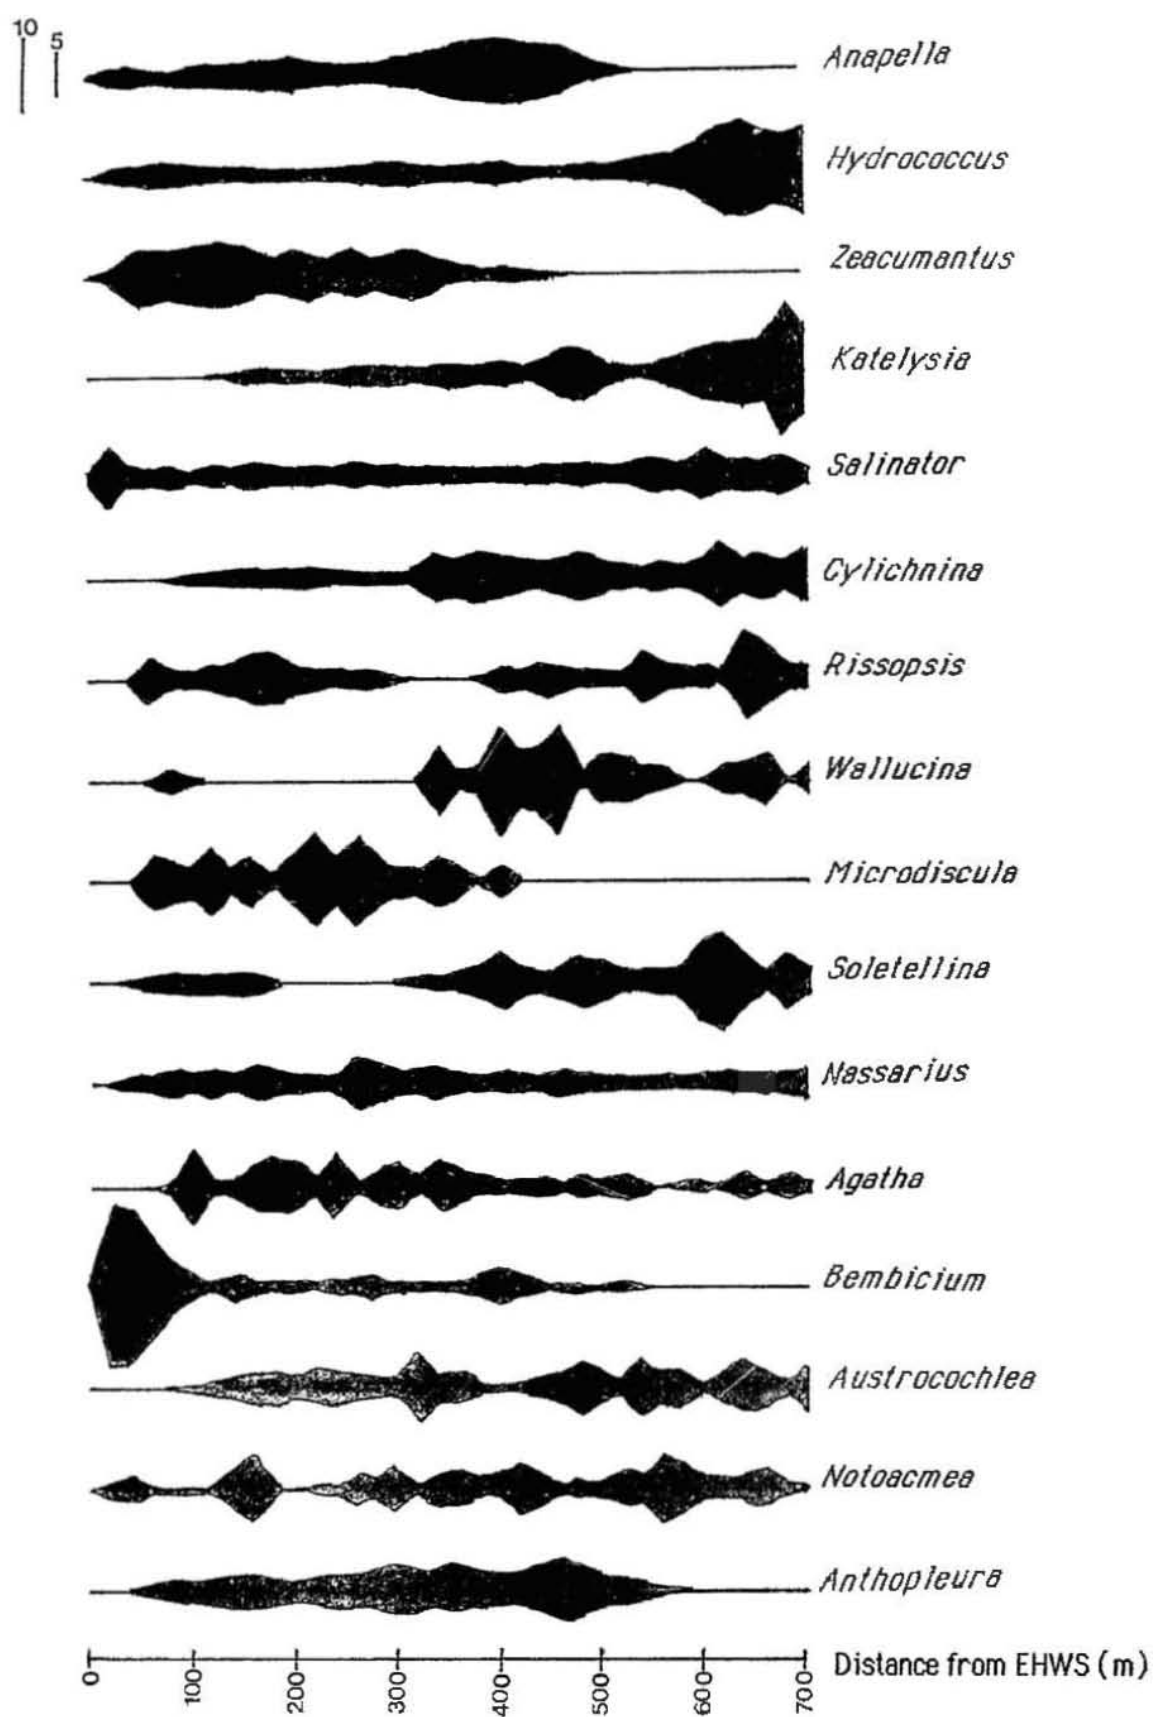 10 5
Anapella
Hydrococcus
Zeacumantus
Katelysia
Salinator
Cylichnina
Rissopsis
Wallucina
Microdiscula
Soletellina
Nassarius
Agatha
Bembicium
Austrocochlea
Notoacmea
Anthopleura
0 100 200 300 400 500 600 700 Distance from EHWS (m)